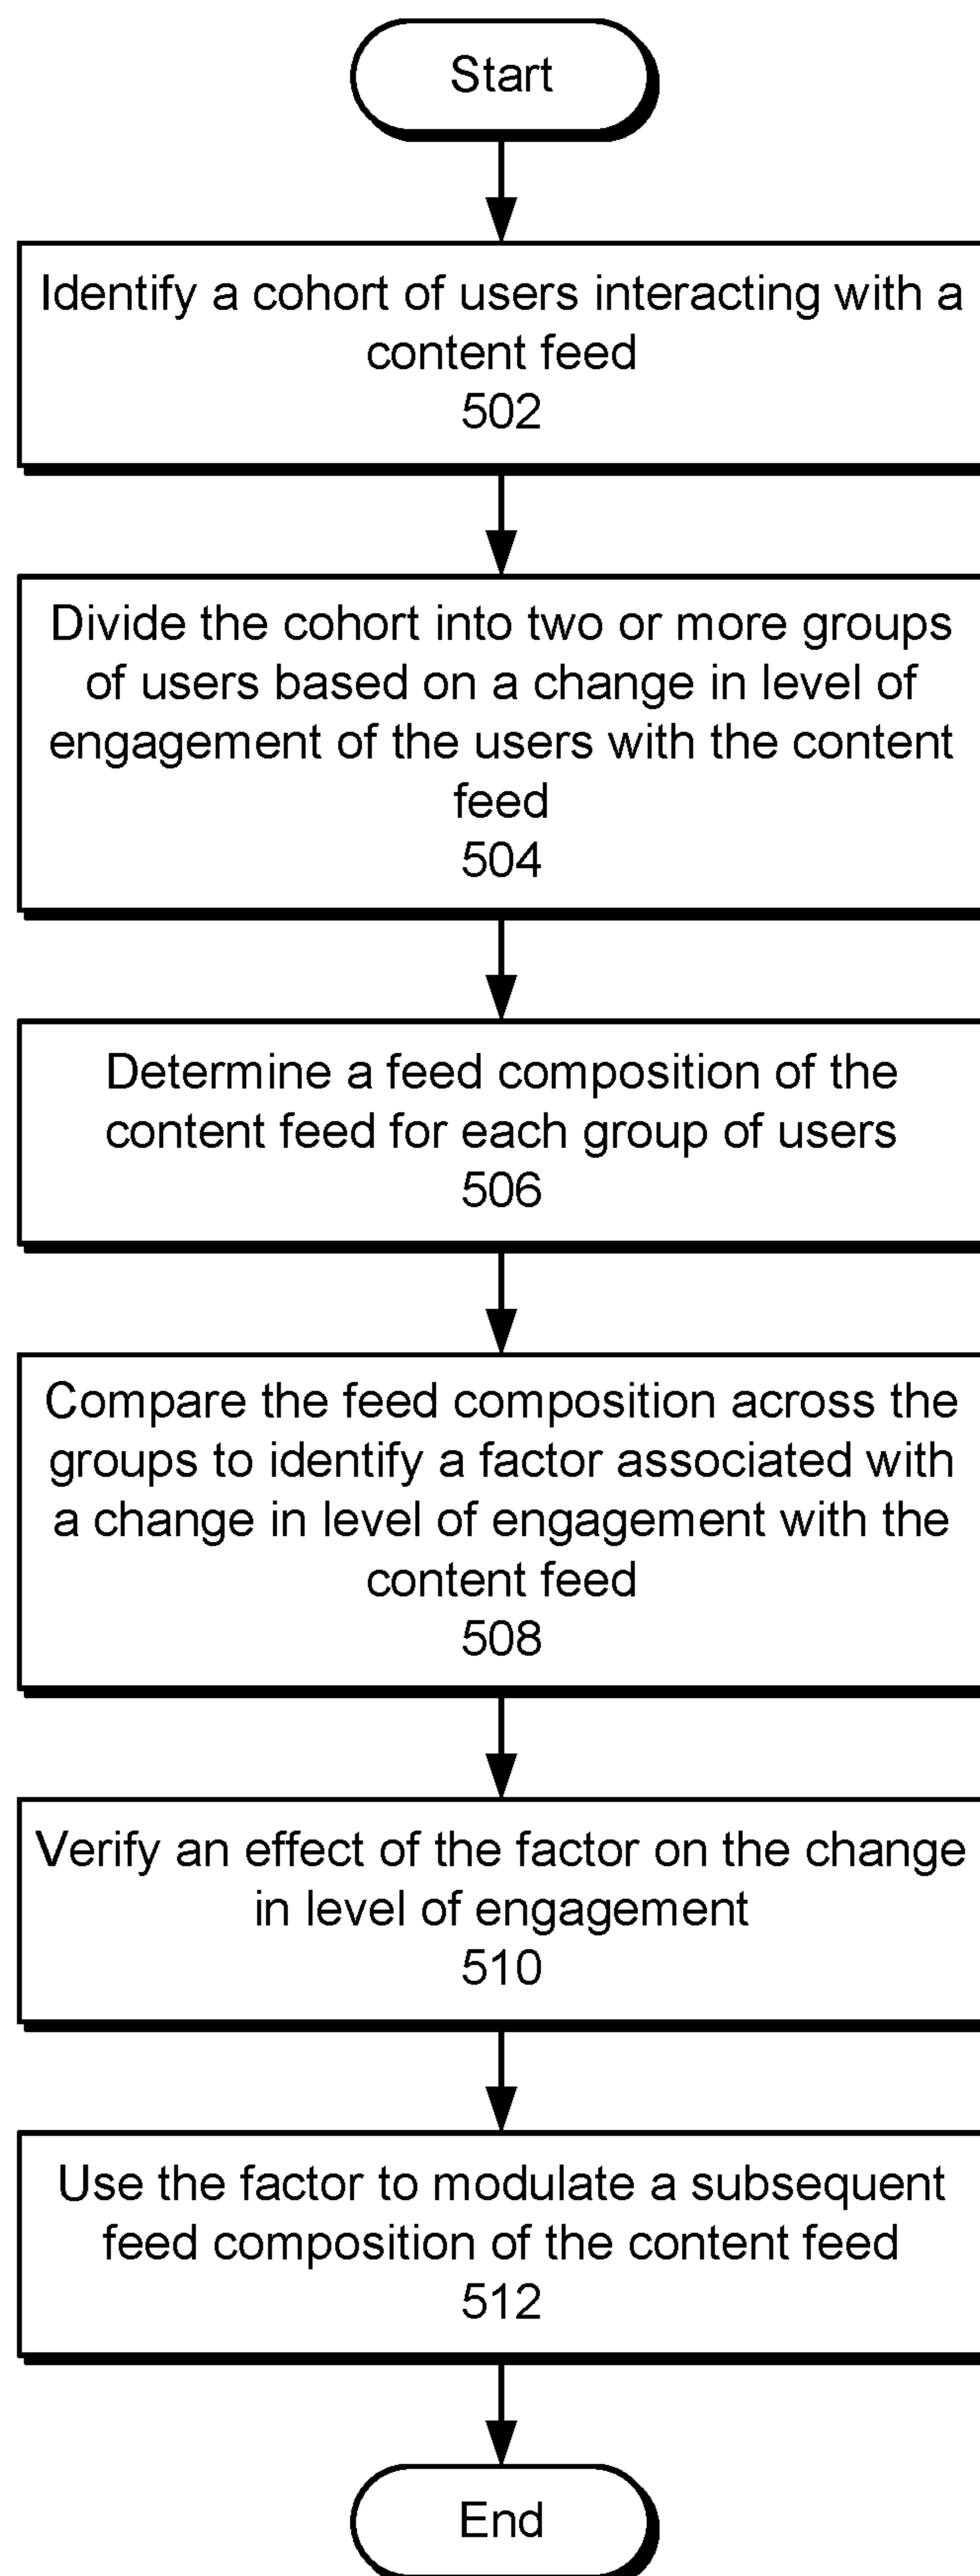 Start
Identify a cohort of users interacting with a
content feed
502
Divide the cohort into two or more groups
of users based on a change in level of
engagement of the users with the content
feed
504
Determine a feed composition of the
content feed for each group of users
506
Compare the feed composition across the
groups to identify a factor associated with
a change in level of engagement with the
content feed
508
Verify an effect of the factor on the change
in level of engagement
510
Use the factor to modulate a subsequent
feed composition of the content feed
512
End